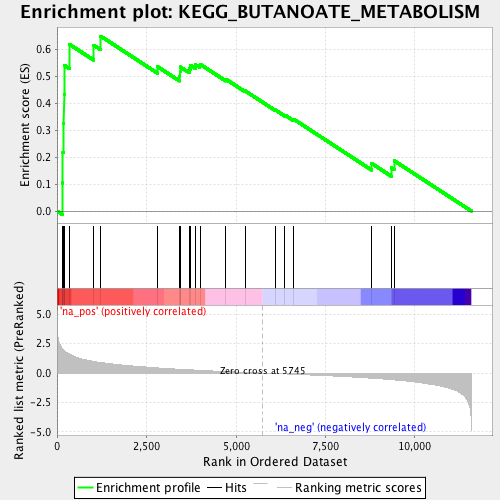 Enrichment plot: KEGG_BUTANOATE_METABOLISM
Enrichment score (ES)
0.6
0.5
0.4
0.3
0.2
0.1
0.0
'na_pos' (positively correlated)
Ranked list metric (PreRanked)
5.0
2.5
0.0
-2.5
-5.0
Zero cross at 5745
'na_neg' (negatively correlated)
0 2,500 5,000 7,500 10,000
Rank in Ordered Dataset
Enrichment profile Hits Ranking metric scores